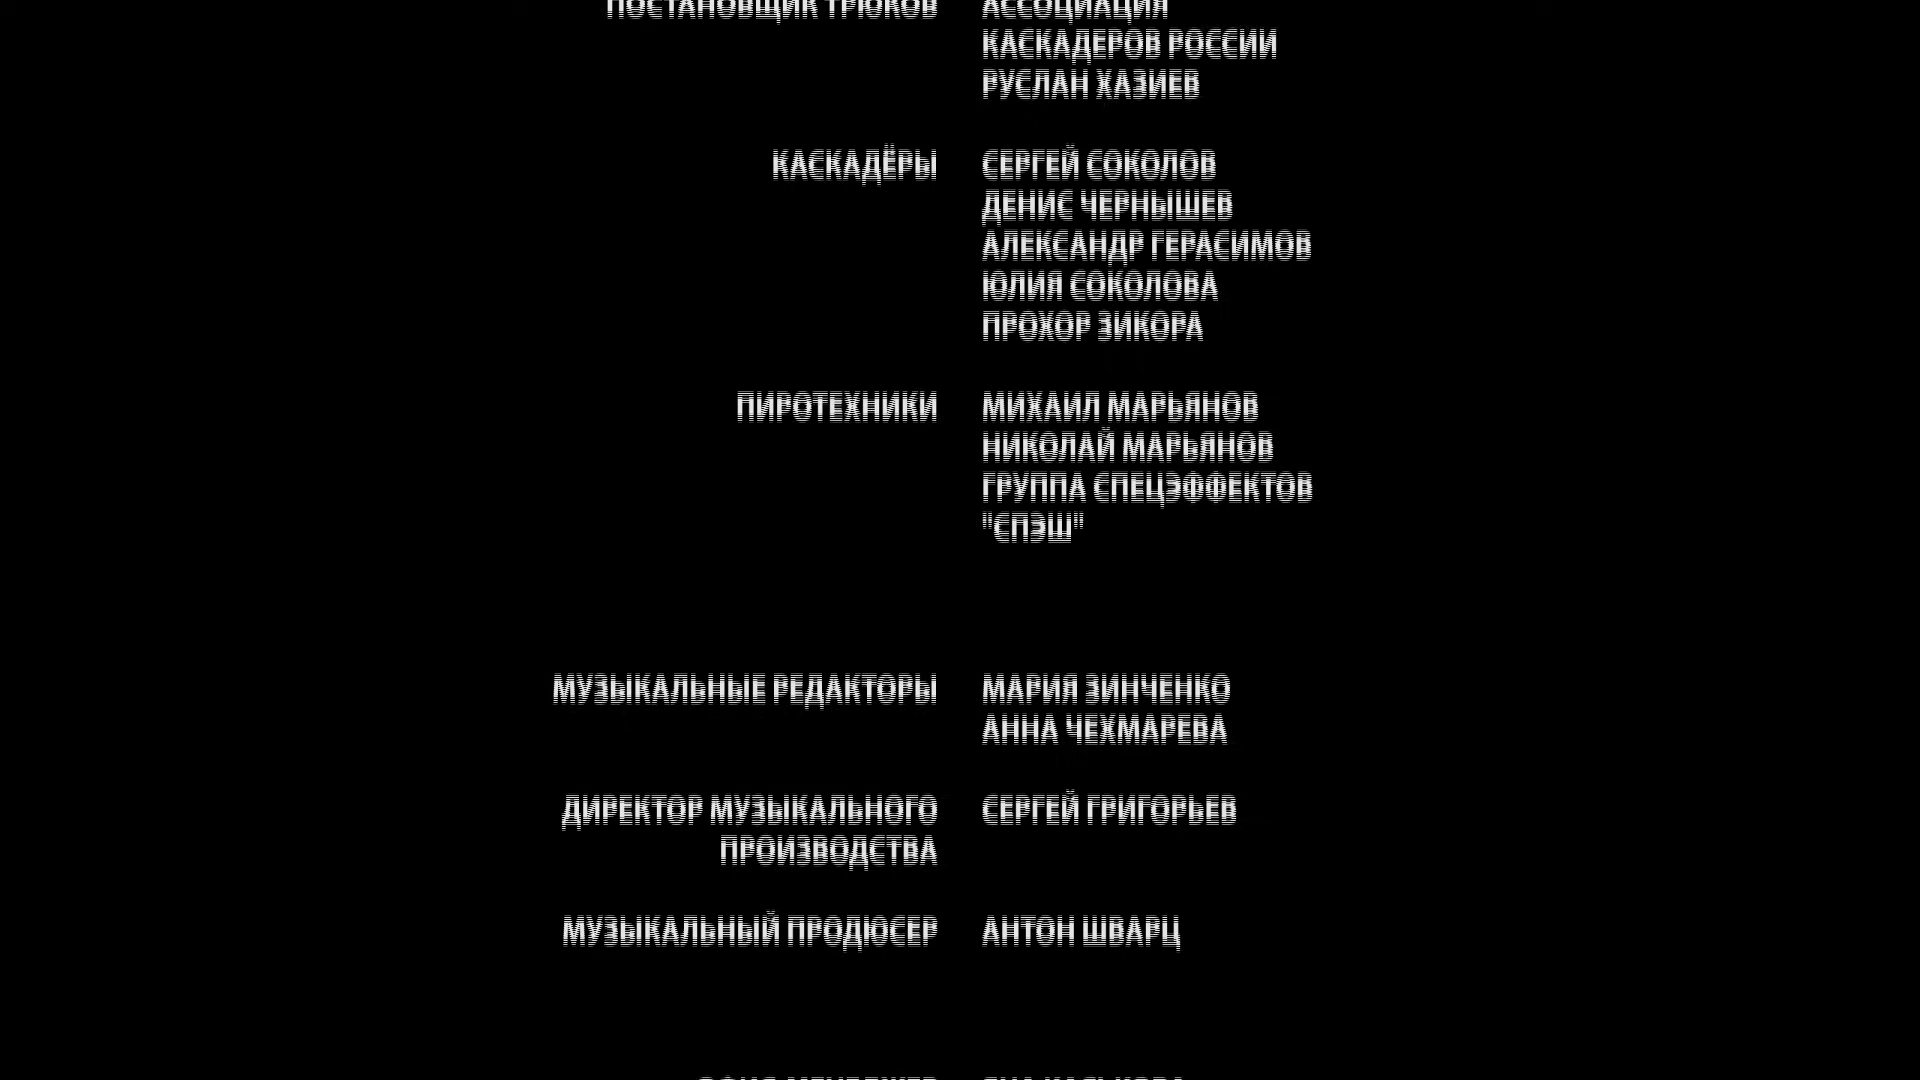 ПОСТАНОВЩИК ТРЮКОВ АССОЦИАЦИЯ
КАСКАДЕРОВ РОССИИ
РУСЛАН ХАЗИЕВ
КАСКАДЁРЫ СЕРГЕЙ СОКОЛОВ
ДЕНИС ЧЕРНЫШЕВ
АЛЕКСАНДР ГЕРАСИМОВ
ЮЛИЯ СОКОЛОВА
ПРОХОР ЗИКОРА
ПИРОТЕХНИКИ МИХАИЛ МАРЬЯНОВ
НИКОЛАЙ МАРЬЯНОВ
ГРУППА СПЕЦЭФФЕКТОВ
"СПЭШ"
МУЗЫКАЛЬНЫЕ РЕДАКТОРЫ МАРИЯ ЗИНЧЕНКО
АННА ЧЕХМАРЕВА
ДИРЕКТОР МУЗЫКАЛЬНОГО СЕРГЕЙ ГРИГОРЬЕВ
ПРОИЗВОДСТВА
МУЗЫКАЛЬНЫЙ ПРОДЮСЕР АНТОН ШВАРЦ